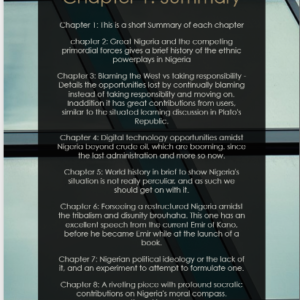 Chapter 1: Summary
Chapter 1: This is a short Summary of each chapter
chapter 2: Great Nigeria and the competing
primordial forces gives a brief history of the ethnic
powerplays in Nigeria
Chapter 3: Blaming the West vs taking responsibility -
Details the opportunities lost by continually blaming
instead of taking responsibility and moving on.
Inaddition it has great contributions from users,
similar to the situated learning discussion in Plato's
Republic.
Chapter 4: Digital technology opportunities amidst
Nigeria beyond crude oil, which are booming, since
the last administration and more so now.
Chapter 5: World history in brief to show Nigeria's
situation is not really perculiar, and as such we
should get on with it.
Chapter 6: Forseeing a restructured Nigeria amidst
the tribalism and disunity brouhaha. This one has an
excellent speech from the current Emir of Kano,
before he became Emir while at the launch of a
book.
Chapter 7: Nigerian political ideology or the lack of
it, and an experiment to attempt to formulate one.
Chapter 8: A riveting piece with profound socratic
contributions on Nigeria's moral compass.